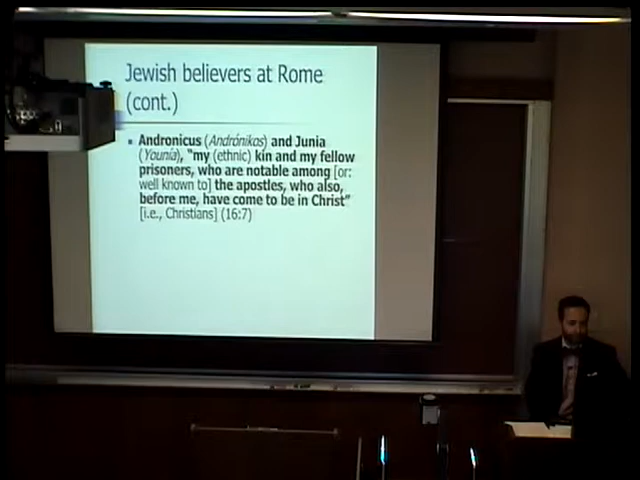 Jewish believers at Rome
(cont.)
▪ Andronicus (Andrónikos) and Junia
(Younía), "my (ethnic) kin and my fellow
prisoners, who are notable among [or:
well known to] the apostles, who also,
before me, have come to be in Christ"
[i.e., Christians] (16:7)